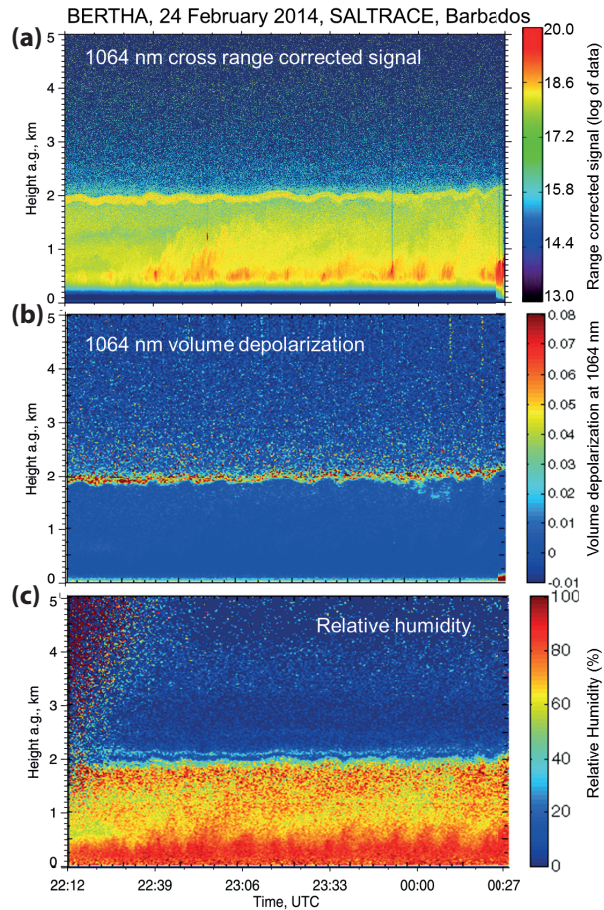 BERTHA, 24 February 2014, SALTRACE, Barbados
(a)
1064 nm cross range corrected signal
5
4
3
2
1
0
Height a.g., km
20.0
18.6
17.2
15.8
14.4
13.0
Range corrected signal (log of data)
(b)
1064 nm volume depolarization
5
4
3
2
1
0
Height a.g., km
0.08
0.07
0.06
0.05
0.04
0.03
0.02
0.01
0
-0.01
Volume depolarization at 1064 nm
(c)
Relative humidity
5
4
3
2
1
0
Height a.g., km
100
80
60
40
20
0
Relative Humidity (%)
22:12 22:39 23:06 23:33 00:00 00:27
Time, UTC